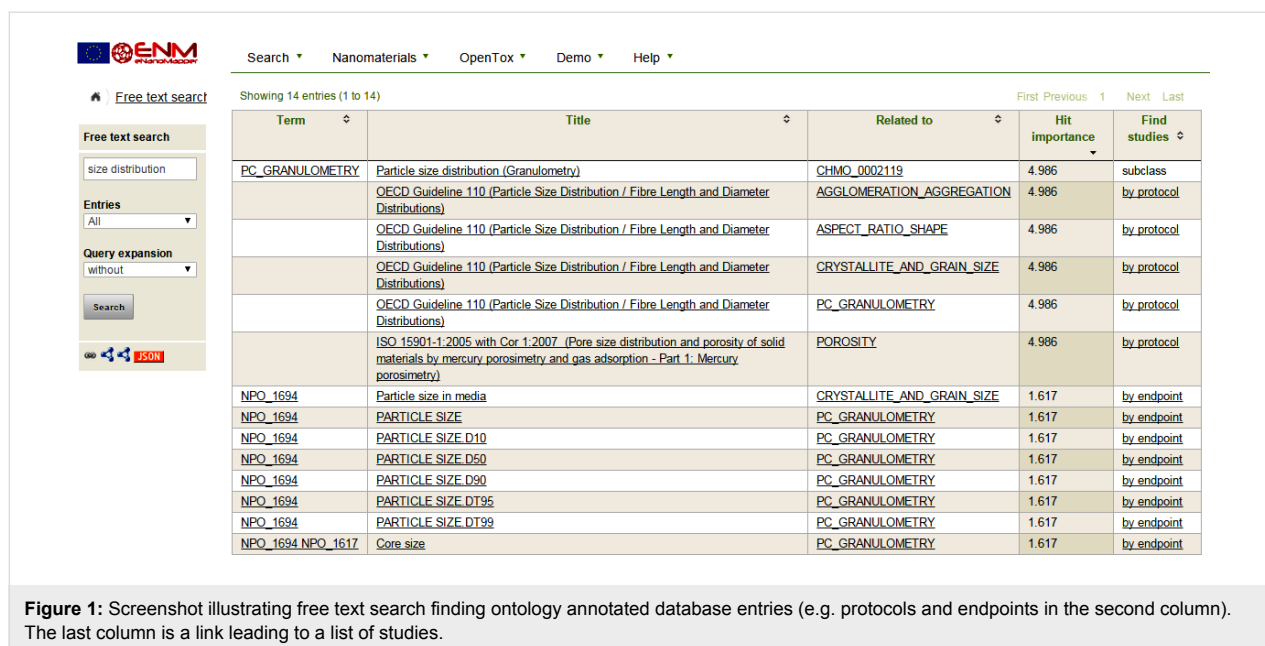 ENM
eNanoMapper
Search Nanomaterials OpenTox Demo Help
Free text search
Showing 14 entries (1 to 14)
First Previous 1 Next Last
Free text search
size distribution
Entries
All
Query expansion
without
Search
JSON
Term Title Related to Hit importance Find studies
PC_GRANULOMETRY Particle size distribution (Granulometry) CHMO_0002119 4.986 subclass
OECD Guideline 110 (Particle Size Distribution / Fibre Length and Diameter AGGLOMERATION_AGGREGATION 4.986 by protocol
Distributions)
OECD Guideline 110 (Particle Size Distribution / Fibre Length and Diameter ASPECT_RATIO_SHAPE 4.986 by protocol
Distributions)
OECD Guideline 110 (Particle Size Distribution / Fibre Length and Diameter CRYSTALLITE_AND_GRAIN_SIZE 4.986 by protocol
Distributions)
OECD Guideline 110 (Particle Size Distribution / Fibre Length and Diameter PC_GRANULOMETRY 4.986 by protocol
Distributions)
ISO 15901-1:2005 with Cor 1:2007 (Pore size distribution and porosity of solid POROSITY 4.986 by protocol
materials by mercury porosimetry and gas adsorption - Part 1: Mercury
porosimetry)
NPO_1694 Particle size in media CRYSTALLITE_AND_GRAIN_SIZE 1.617 by endpoint
NPO_1694 PARTICLE SIZE PC_GRANULOMETRY 1.617 by endpoint
NPO_1694 PARTICLE SIZE.D10 PC_GRANULOMETRY 1.617 by endpoint
NPO_1694 PARTICLE SIZE.D50 PC_GRANULOMETRY 1.617 by endpoint
NPO_1694 PARTICLE SIZE.D90 PC_GRANULOMETRY 1.617 by endpoint
NPO_1694 PARTICLE SIZE.DT95 PC_GRANULOMETRY 1.617 by endpoint
NPO_1694 PARTICLE SIZE.DT99 PC_GRANULOMETRY 1.617 by endpoint
NPO_1694 NPO_1617 Core size PC_GRANULOMETRY 1.617 by endpoint
Figure 1: Screenshot illustrating free text search finding ontology annotated database entries (e.g. protocols and endpoints in the second column).
The last column is a link leading to a list of studies.